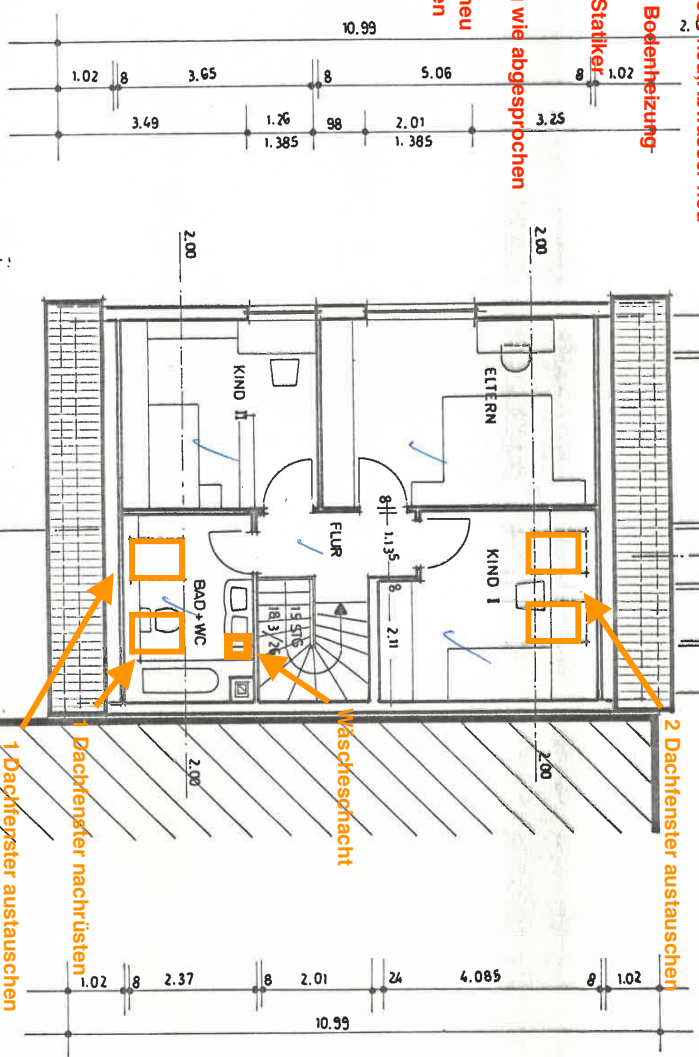 10.99
1.02 8 3.65 8 5.06 8 1.02
3.49 1.26 98 2.01 3.25
1.385 1.385
neu
Bodenheizung
Statiker
wie abgesprochen
neu
2.00
2.00
KIND II
ELTERN
FLUR
8
1.13⁵
KIND I
8
2.11
BAD + WC
15 STG
18.3/26
2.00
2.00
2 Dachfenster austauschen
Wäscheschacht
1 Dachfenster nachrüsten
1 Dachfenster austauschen
1.02 8 2.37 8 2.01 24 4.085 8 1.02
10.99